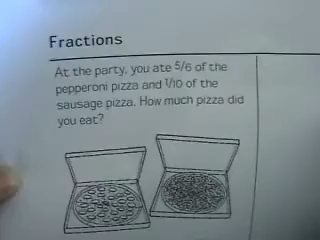 Fractions
At the party, you ate 5/6 of the
pepperoni pizza and 1/10 of the
sausage pizza. How much pizza did
you eat?